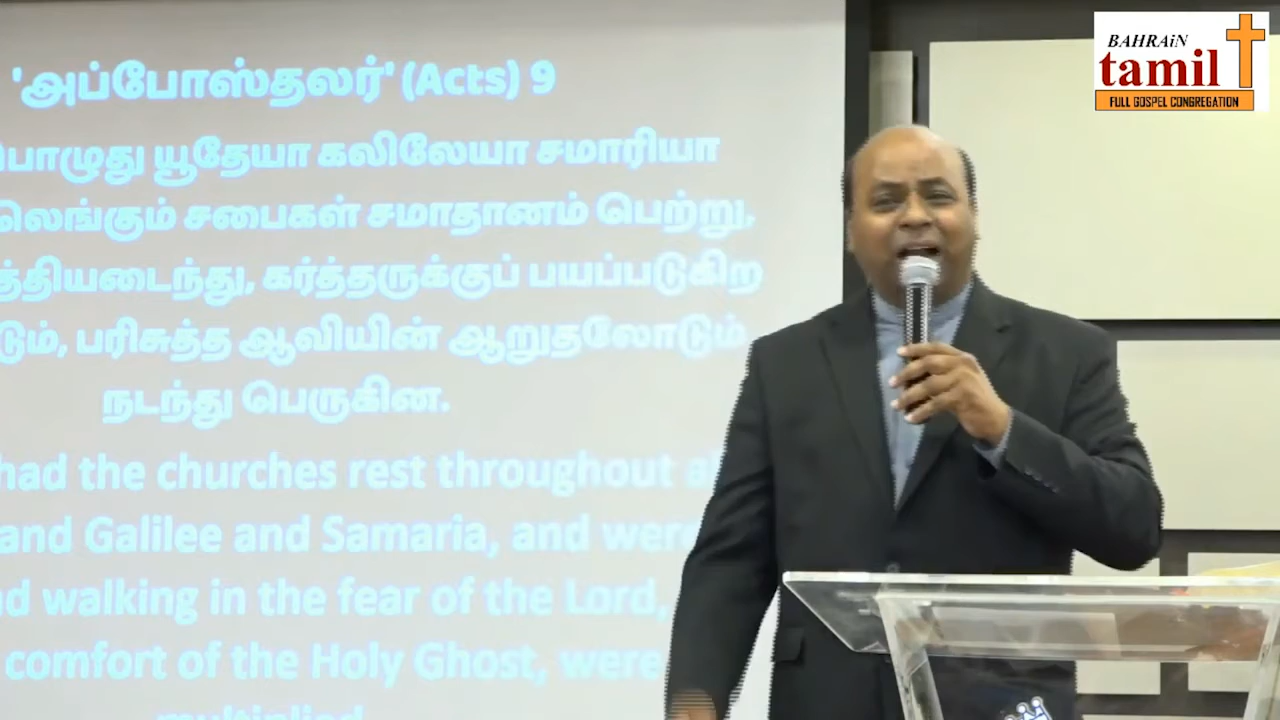 'அப்போஸ்தலர்' (Acts) 9
யூதேயா கலிலேயா சமாரியா
சபைகள் சமாதானம் பெற்று,
கர்த்தருக்குப் பயப்படுகிற
பரிசுத்த ஆவியின் ஆறுதலோடும்
நடந்து பெருகின.
had the churches rest throughout
and Galilee and Samaria, and were
walking in the fear of the Lord,
comfort of the Holy Ghost, were
multiplied
BAHRAiN
tamil
FULL GOSPEL CONGREGATION